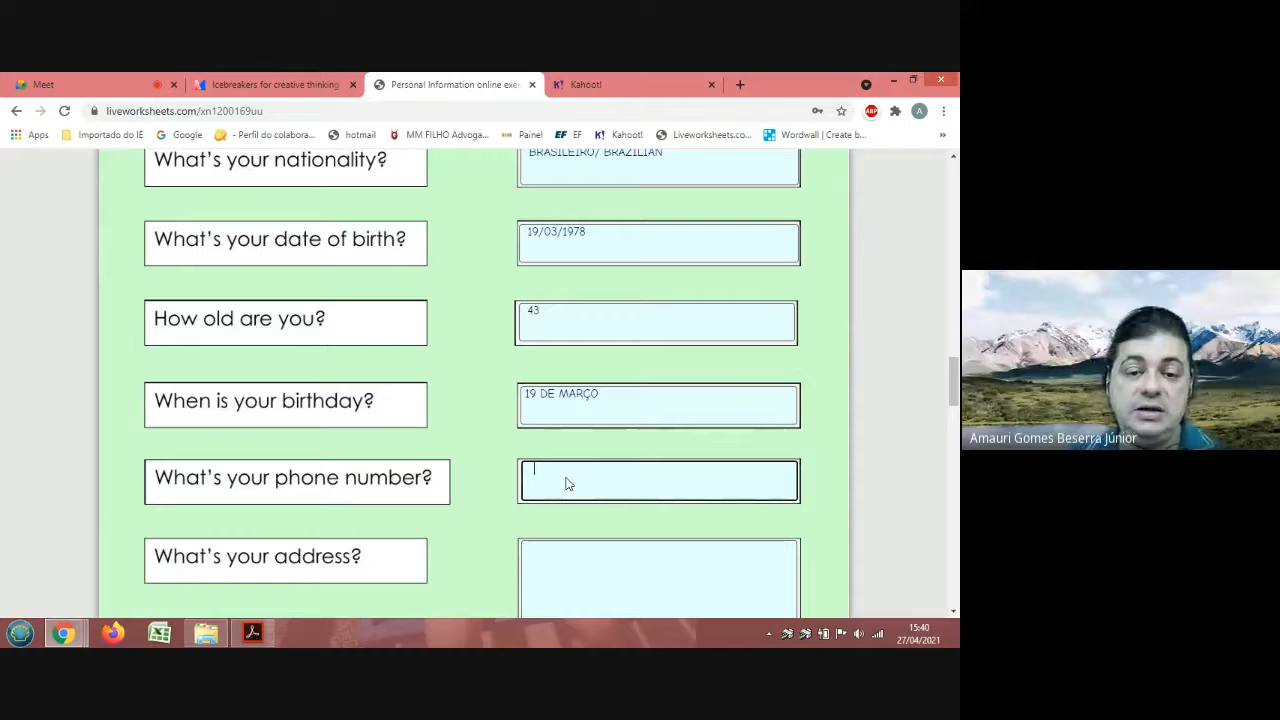 Meet
Icebreakers for creative thinking
Personal Information online exer
Kahoot!
liveworksheets.com/xn1200169uu
Apps
Importado do IE
Google
- Perfil do colabora...
hotmail
MM FILHO Advoga...
Painel
EF EF
Kahoot!
Liveworksheets.co...
Wordwall | Create b...
What's your nationality?
BRASILEIRO/ BRAZILIAN
What's your date of birth?
19/03/1978
How old are you?
43
When is your birthday?
19 DE MARÇO
What's your phone number?
What's your address?
Amauri Gomes Beserra Júnior
15:40
27/04/2021